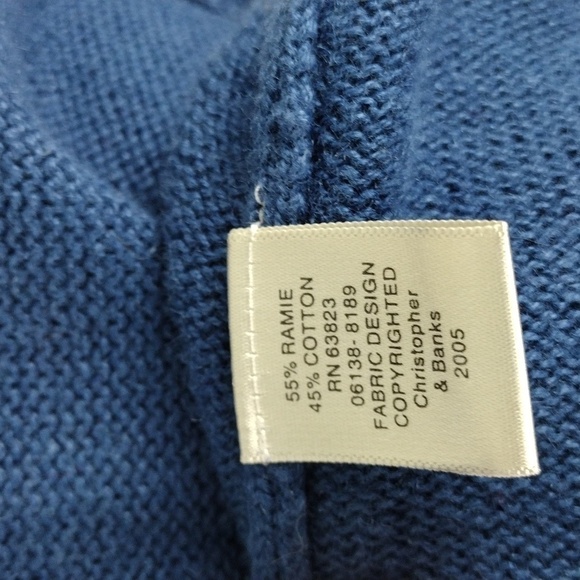 55% RAMIE
45% COTTON
RN 63823
06138- 8189
FABRIC DESIGN
COPYRIGHTED
Christopher
& Banks
2005